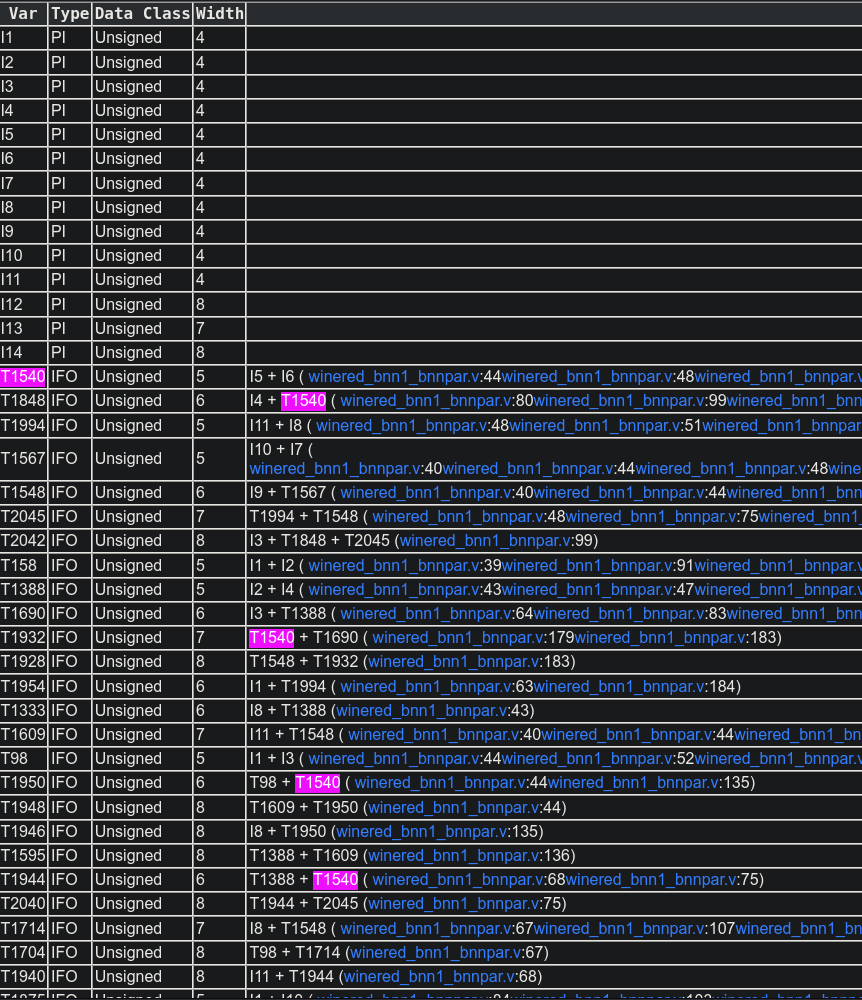 Var Type Data Class Width
I1 PI Unsigned 4
I2 PI Unsigned 4
I3 PI Unsigned 4
I4 PI Unsigned 4
I5 PI Unsigned 4
I6 PI Unsigned 4
I7 PI Unsigned 4
I8 PI Unsigned 4
I9 PI Unsigned 4
I10 PI Unsigned 4
I11 PI Unsigned 4
I12 PI Unsigned 8
I13 PI Unsigned 7
I14 PI Unsigned 8
T1540 IFO Unsigned 5 I5 + I6 ( winered_bnn1_bnnpar.v:44winered_bnn1_bnnpar.v:48winered_bnn1_bnnpar.v
T1848 IFO Unsigned 6 I4 + T1540 ( winered_bnn1_bnnpar.v:80winered_bnn1_bnnpar.v:99winered_bnn1_bnn
T1994 IFO Unsigned 5 I11 + I8 ( winered_bnn1_bnnpar.v:48winered_bnn1_bnnpar.v:51winered_bnn1_bnnpar
T1567 IFO Unsigned 5 I10 + I7 (
winered_bnn1_bnnpar.v:40winered_bnn1_bnnpar.v:44winered_bnn1_bnnpar.v:48wine
T1548 IFO Unsigned 6 I9 + T1567 ( winered_bnn1_bnnpar.v:40winered_bnn1_bnnpar.v:44winered_bnn1_bnn
T2045 IFO Unsigned 7 T1994 + T1548 ( winered_bnn1_bnnpar.v:48winered_bnn1_bnnpar.v:75winered_bnn1_
T2042 IFO Unsigned 8 I3 + T1848 + T2045 (winered_bnn1_bnnpar.v:99)
T158 IFO Unsigned 5 I1 + I2 ( winered_bnn1_bnnpar.v:39winered_bnn1_bnnpar.v:91winered_bnn1_bnnpar.v
T1388 IFO Unsigned 5 I2 + I4 ( winered_bnn1_bnnpar.v:43winered_bnn1_bnnpar.v:47winered_bnn1_bnnpar.v
T1690 IFO Unsigned 6 I3 + T1388 ( winered_bnn1_bnnpar.v:64winered_bnn1_bnnpar.v:83winered_bnn1_bnn
T1932 IFO Unsigned 7 T1540 + T1690 ( winered_bnn1_bnnpar.v:179winered_bnn1_bnnpar.v:183)
T1928 IFO Unsigned 8 T1548 + T1932 (winered_bnn1_bnnpar.v:183)
T1954 IFO Unsigned 6 I1 + T1994 ( winered_bnn1_bnnpar.v:63winered_bnn1_bnnpar.v:184)
T1333 IFO Unsigned 6 I8 + T1388 (winered_bnn1_bnnpar.v:43)
T1609 IFO Unsigned 7 I11 + T1548 ( winered_bnn1_bnnpar.v:40winered_bnn1_bnnpar.v:44winered_bnn1_bn
T98 IFO Unsigned 5 I1 + I3 ( winered_bnn1_bnnpar.v:44winered_bnn1_bnnpar.v:52winered_bnn1_bnnpar.v
T1950 IFO Unsigned 6 T98 + T1540 ( winered_bnn1_bnnpar.v:44winered_bnn1_bnnpar.v:135)
T1948 IFO Unsigned 8 T1609 + T1950 (winered_bnn1_bnnpar.v:44)
T1946 IFO Unsigned 8 I8 + T1950 (winered_bnn1_bnnpar.v:135)
T1595 IFO Unsigned 8 T1388 + T1609 (winered_bnn1_bnnpar.v:136)
T1944 IFO Unsigned 6 T1388 + T1540 ( winered_bnn1_bnnpar.v:68winered_bnn1_bnnpar.v:75)
T2040 IFO Unsigned 8 T1944 + T2045 (winered_bnn1_bnnpar.v:75)
T1714 IFO Unsigned 7 I8 + T1548 ( winered_bnn1_bnnpar.v:67winered_bnn1_bnnpar.v:107winered_bnn1_bn
T1704 IFO Unsigned 8 T98 + T1714 (winered_bnn1_bnnpar.v:67)
T1940 IFO Unsigned 8 I11 + T1944 (winered_bnn1_bnnpar.v:68)